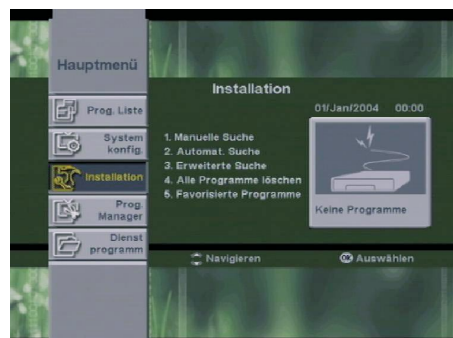 Hauptmenü
Prog. Liste
System
konfig.
Installation
Prog.
Manager
Dienst
programm
Installation
01/Jan/2004 00:00
1. Manuelle Suche
2. Automat. Suche
3. Erweiterte Suche
4. Alle Programme löschen
5. Favorisierte Programme
Keine Programme
Navigieren
OK Auswählen